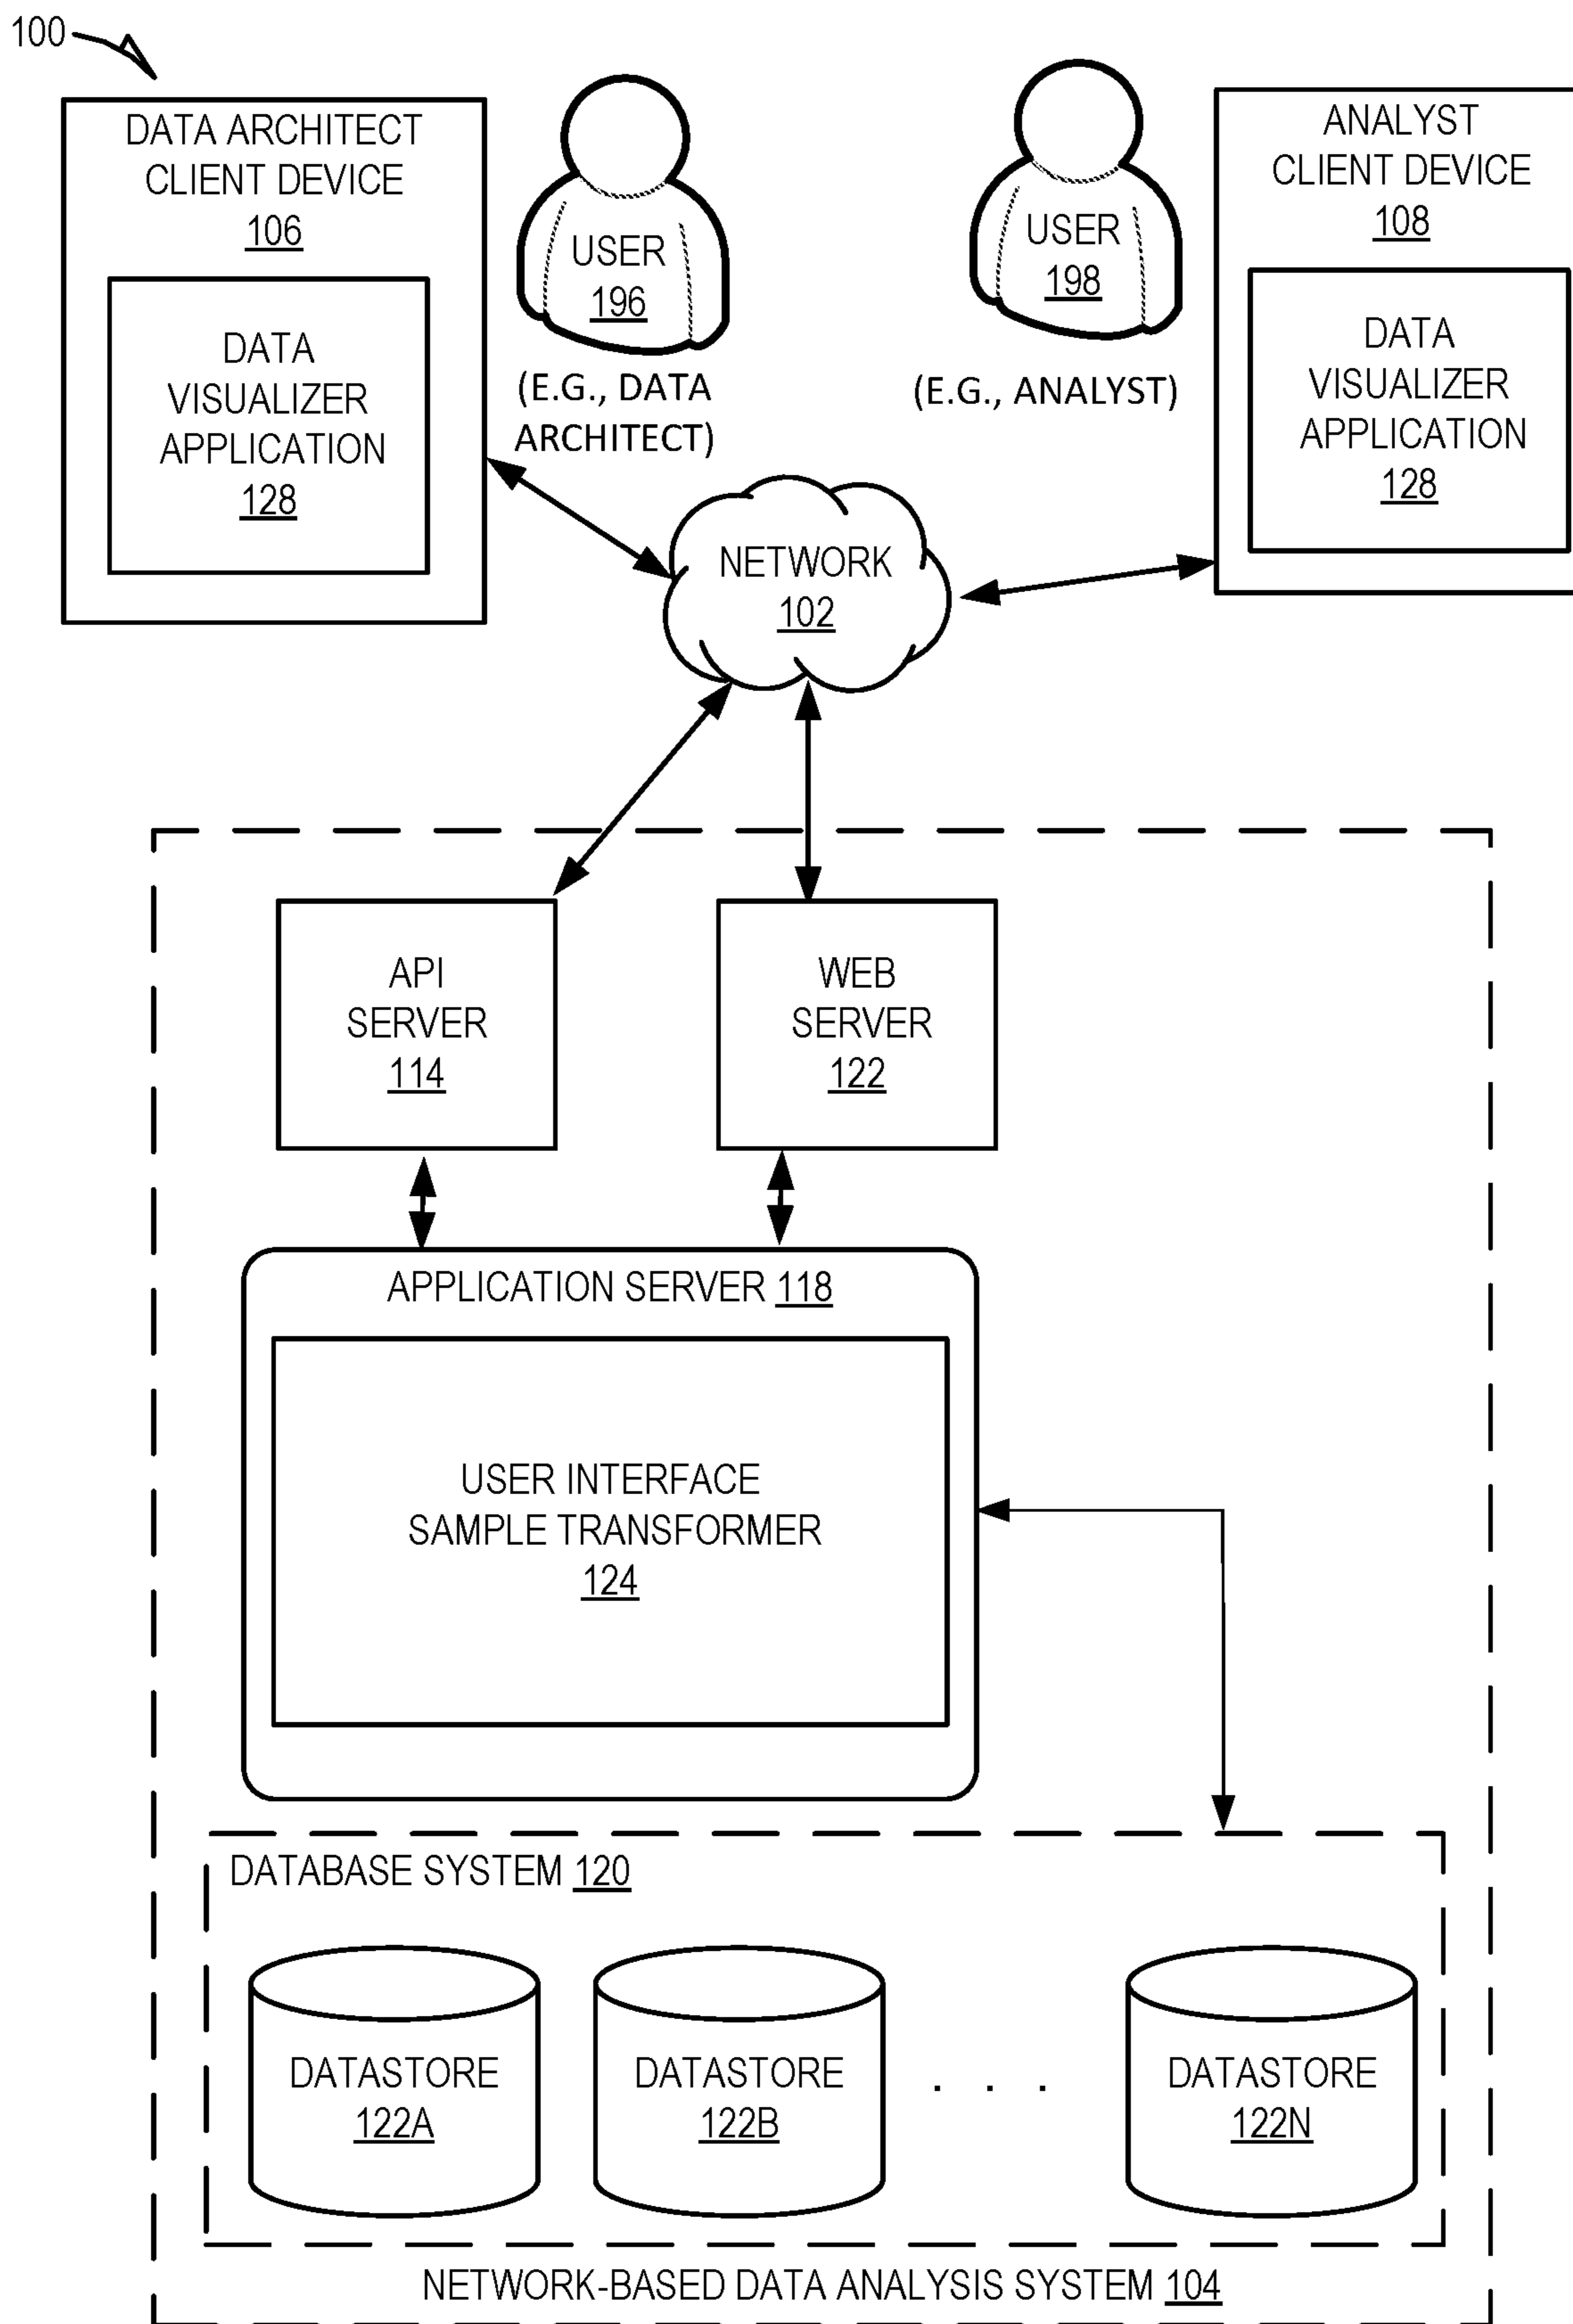 100
DATA ARCHITECT
CLIENT DEVICE
106
DATA
VISUALIZER
APPLICATION
128
USER
196
(E.G., DATA
ARCHITECT)
USER
198
(E.G., ANALYST)
ANALYST
CLIENT DEVICE
108
DATA
VISUALIZER
APPLICATION
128
NETWORK
102
API
SERVER
114
WEB
SERVER
122
APPLICATION SERVER 118
USER INTERFACE
SAMPLE TRANSFORMER
124
DATABASE SYSTEM 120
DATASTORE
122A
DATASTORE
122B
. . .
DATASTORE
122N
NETWORK-BASED DATA ANALYSIS SYSTEM 104